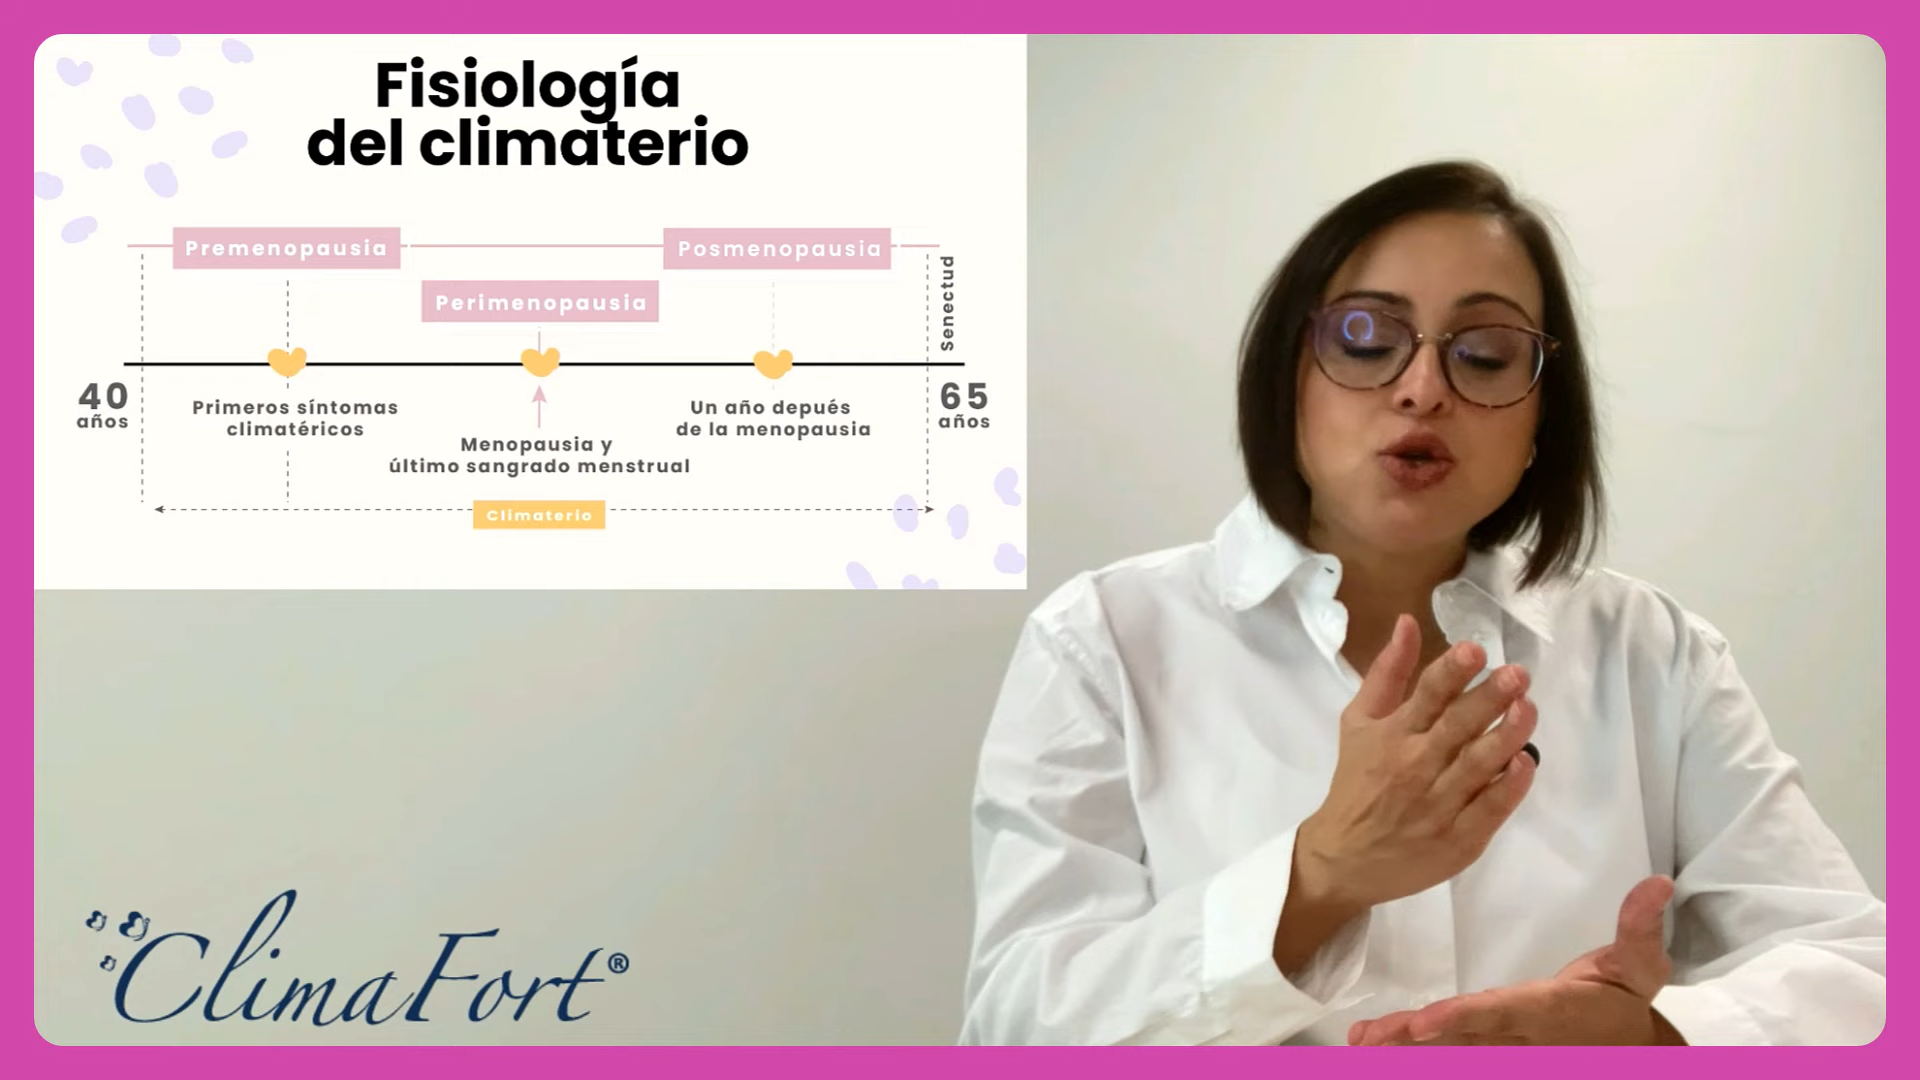 Fisiología
del climaterio
Premenopausia
Posmenopausia
Perimenopausia
Senectud
40
años
65
años
Primeros síntomas
climatéricos
Un año depués
de la menopausia
Menopausia y
último sangrado menstrual
Climaterio
ClimaFort®